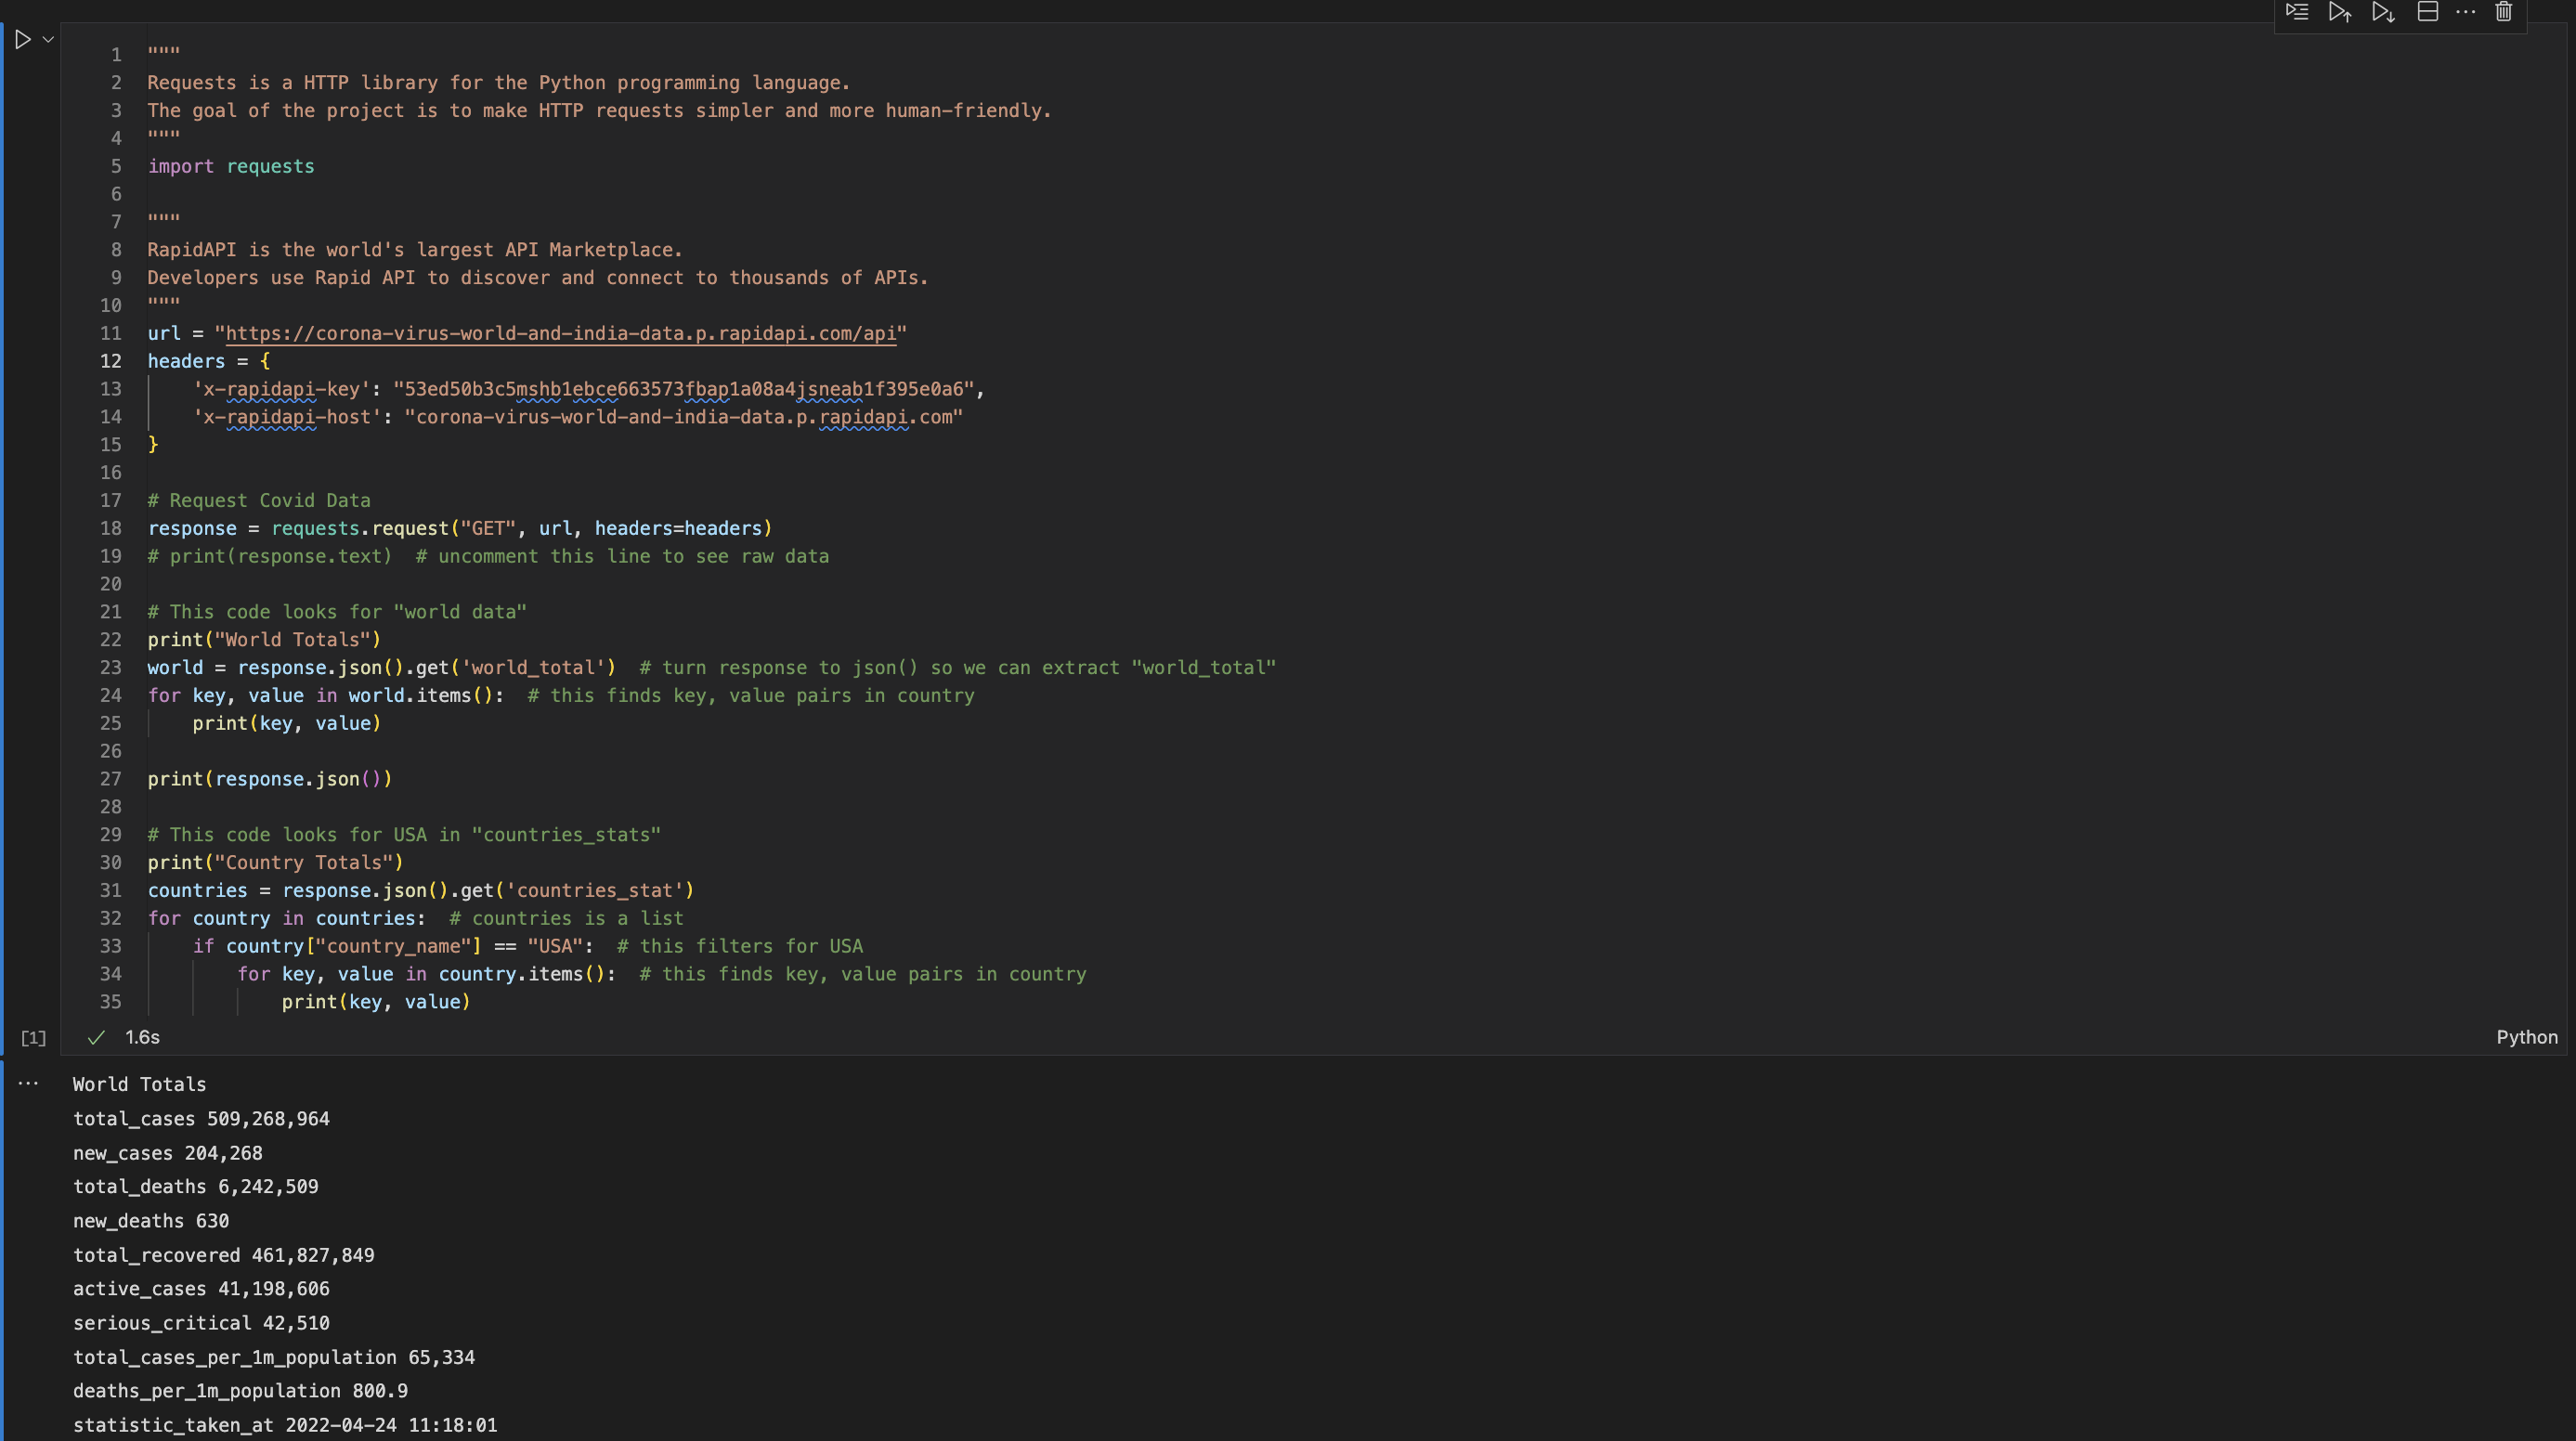 1 """
2 Requests is a HTTP library for the Python programming language.
3 The goal of the project is to make HTTP requests simpler and more human-friendly.
4 """
5 import requests
6
7 """
8 RapidAPI is the world's largest API Marketplace.
9 Developers use Rapid API to discover and connect to thousands of APIs.
10 """
11 url = "https://corona-virus-world-and-india-data.p.rapidapi.com/api"
12 headers = {
13     'x-rapidapi-key': "53ed50b3c5mshb1ebce663573fbap1a08a4jsneab1f395e0a6",
14     'x-rapidapi-host': "corona-virus-world-and-india-data.p.rapidapi.com"
15 }
16
17 # Request Covid Data
18 response = requests.request("GET", url, headers=headers)
19 # print(response.text)  # uncomment this line to see raw data
20
21 # This code looks for "world data"
22 print("World Totals")
23 world = response.json().get('world_total')  # turn response to json() so we can extract "world_total"
24 for key, value in world.items():  # this finds key, value pairs in country
25     print(key, value)
26
27 print(response.json())
28
29 # This code looks for USA in "countries_stats"
30 print("Country Totals")
31 countries = response.json().get('countries_stat')
32 for country in countries:  # countries is a list
33     if country["country_name"] == "USA":  # this filters for USA
34         for key, value in country.items():  # this finds key, value pairs in country
35             print(key, value)
[1] ✓ 1.6s Python
World Totals
total_cases 509,268,964
new_cases 204,268
total_deaths 6,242,509
new_deaths 630
total_recovered 461,827,849
active_cases 41,198,606
serious_critical 42,510
total_cases_per_1m_population 65,334
deaths_per_1m_population 800.9
statistic_taken_at 2022-04-24 11:18:01